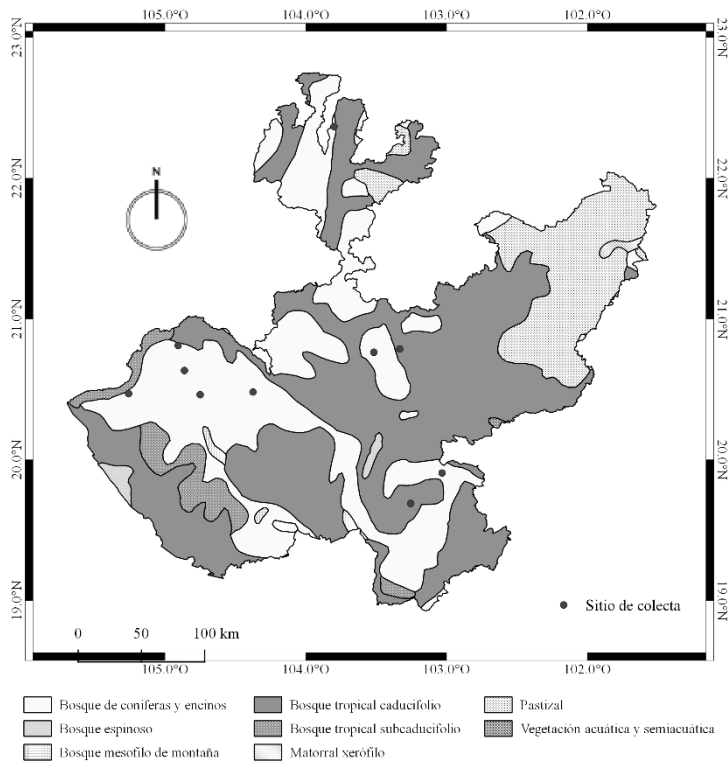 105.0°O 104.0°O 103.0°O 102.0°O
23.0°N 23.0°N
N
22.0°N 22.0°N
21.0°N 21.0°N
20.0°N 20.0°N
19.0°N 19.0°N
Sitio de colecta
0 50 100 km
105.0°O 104.0°O 103.0°O 102.0°O
Bosque de coniferas y encinos Bosque tropical caducifolio Pastizal
Bosque espinoso Bosque tropical subcaducifolio Vegetación acuática y semiacuática
Bosque mesofilo de montaña Matorral xerófilo